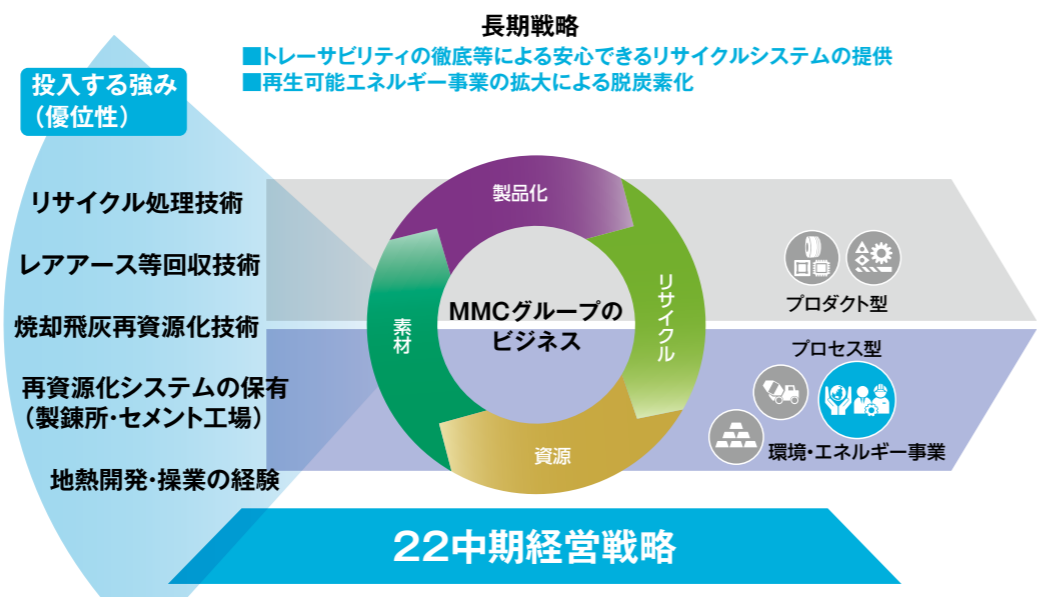 長期戦略
■トレーサビリティの徹底等による安心できるリサイクルシステムの提供
■再生可能エネルギー事業の拡大による脱炭素化
投入する強み
（優位性）
リサイクル処理技術
レアアース等回収技術
焼却飛灰再資源化技術
再資源化システムの保有
（製錬所・セメント工場）
地熱開発・操業の経験
製品化
リサイクル
資源
素材
MMCグループの
ビジネス
プロダクト型
プロセス型
環境・エネルギー事業
22中期経営戦略